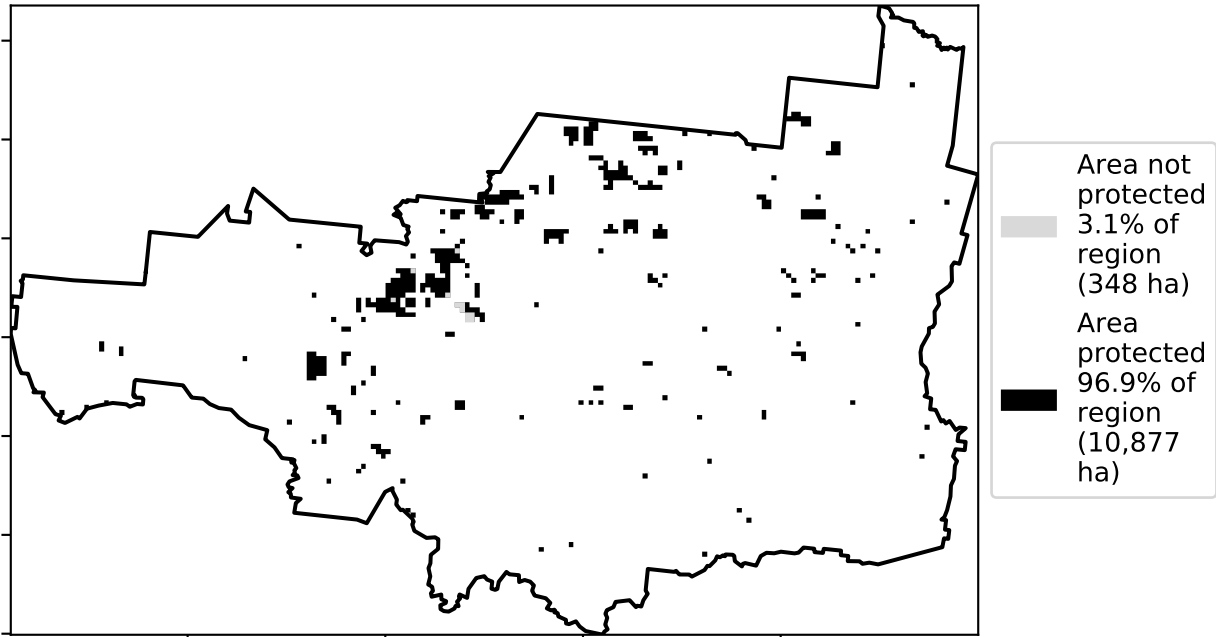 Area not
protected
3.1% of
region
(348 ha)
Area
protected
96.9% of
region
(10,877
ha)